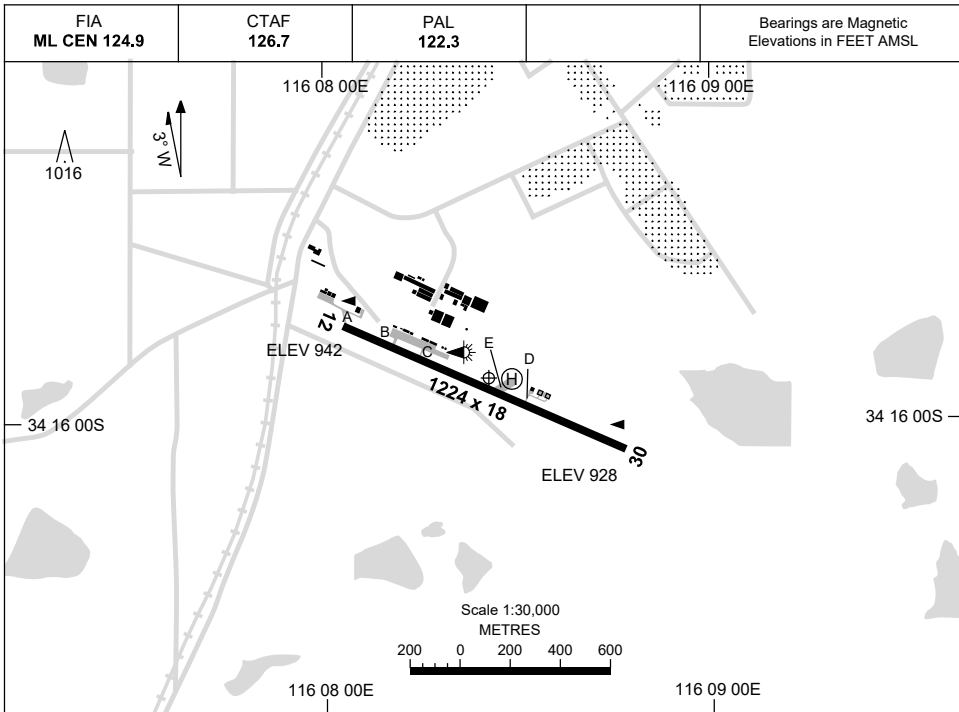 FIA
ML CEN 124.9
CTAF
126.7
PAL
122.3
Bearings are Magnetic
Elevations in FEET AMSL
116 08 00E
116 09 00E
3° W
1016
A
12
B
ELEV 942
C
E
D
H
1224 x 18
34 16 00S
34 16 00S
30
ELEV 928
Scale 1:30,000
METRES
200 0 200 400 600
116 08 00E
116 09 00E